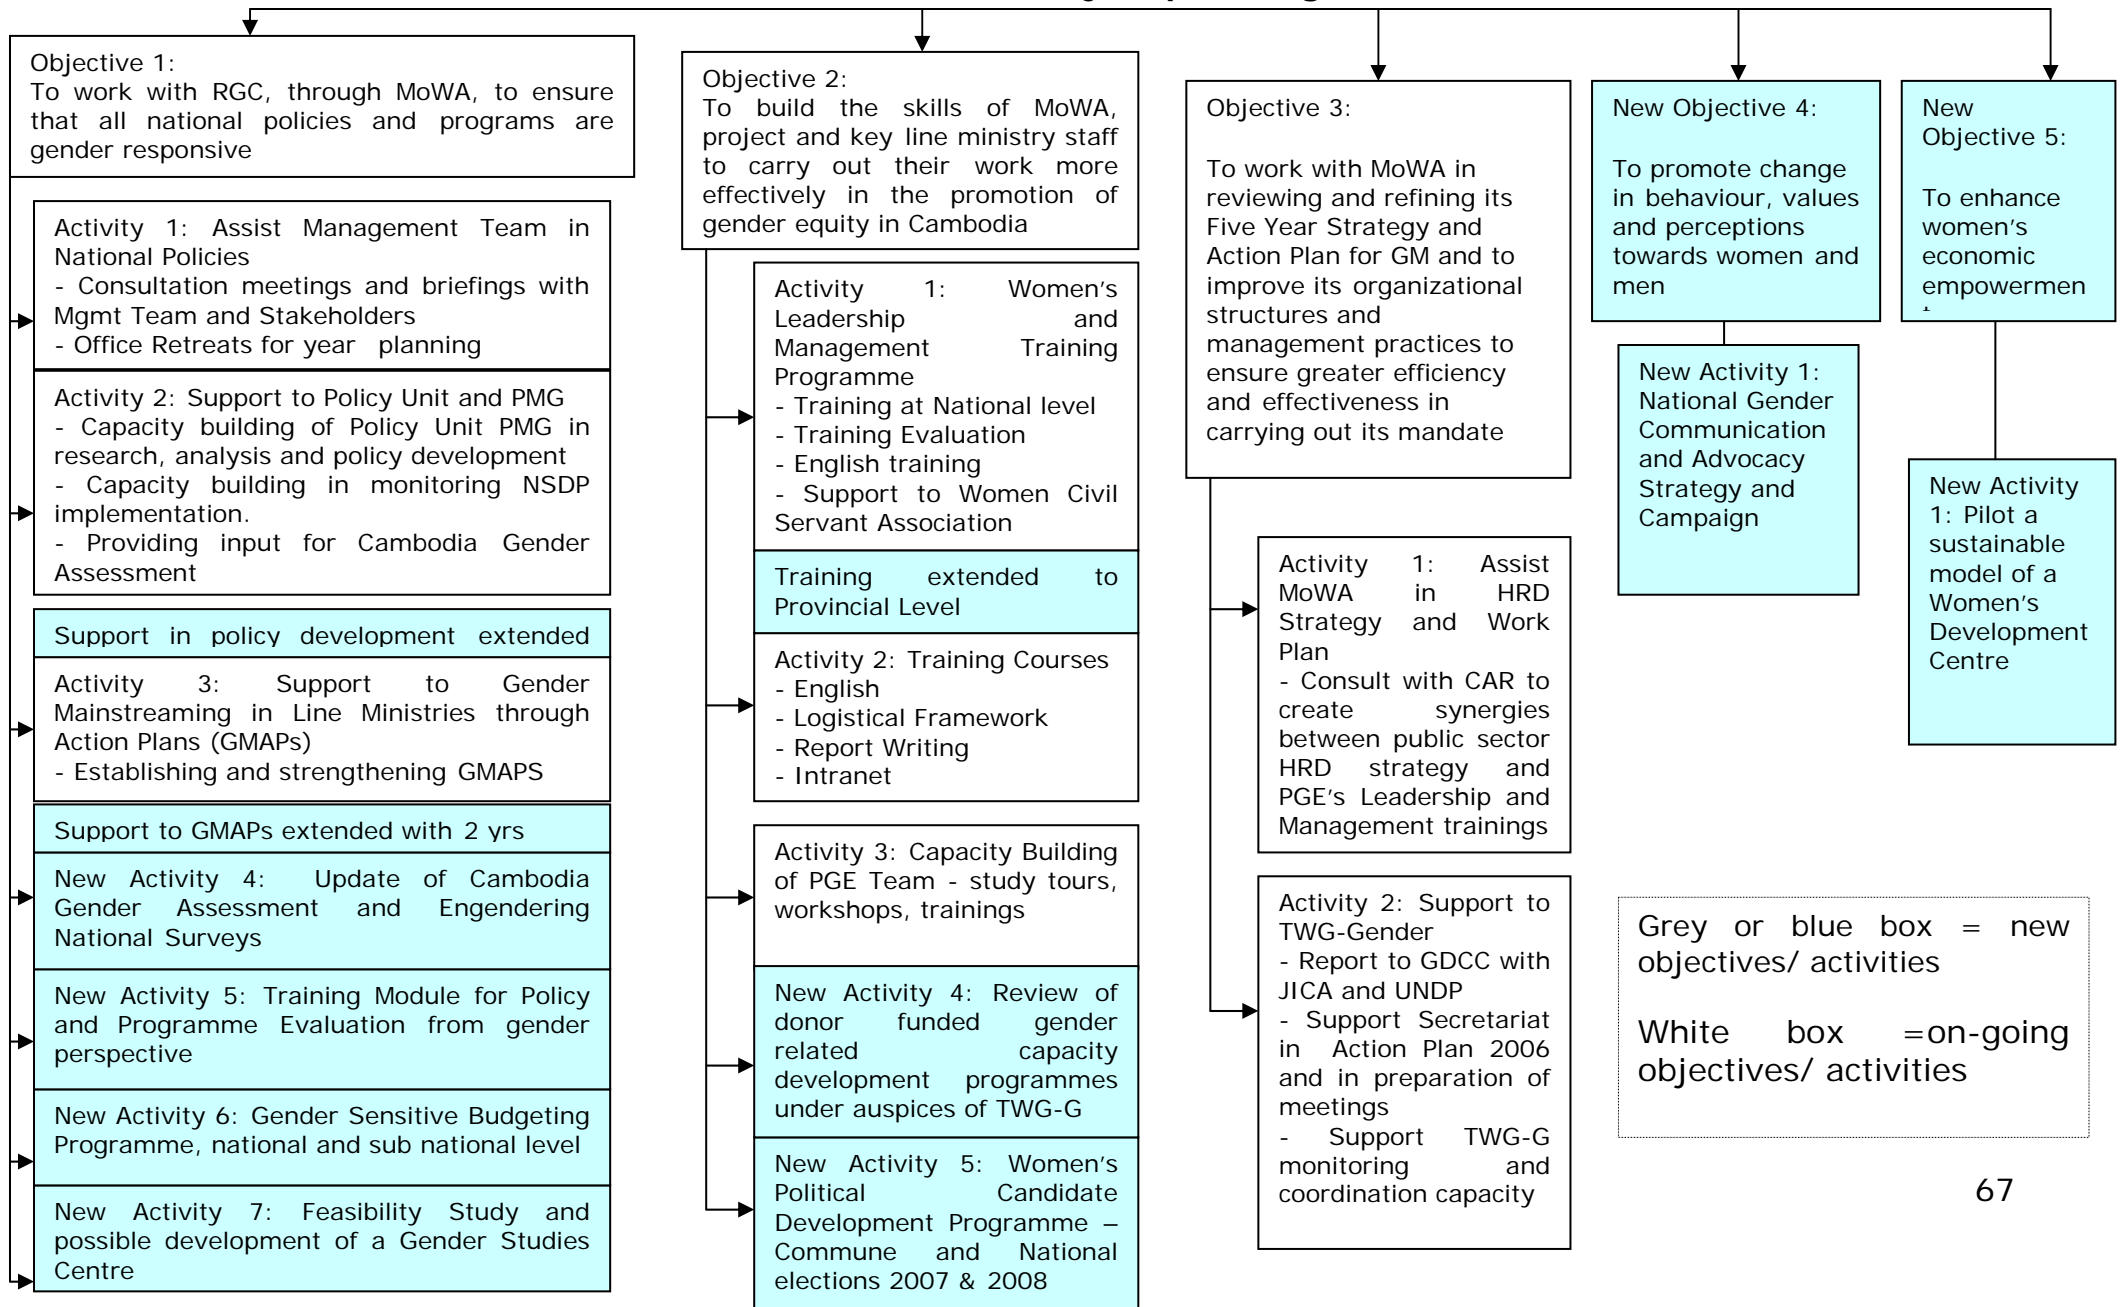 Objective 1:
To work with RGC, through MoWA, to ensure
that all national policies and programs are
gender responsive
Activity 1: Assist Management Team in
National Policies
- Consultation meetings and briefings with
Mgmt Team and Stakeholders
- Office Retreats for year planning
Activity 2: Support to Policy Unit and PMG
- Capacity building of Policy Unit PMG in
research, analysis and policy development
- Capacity building in monitoring NSDP
implementation.
- Providing input for Cambodia Gender
Assessment
Support in policy development extended
Activity 3: Support to Gender
Mainstreaming in Line Ministries through
Action Plans (GMAPs)
- Establishing and strengthening GMAPS
Support to GMAPs extended with 2 yrs
New Activity 4: Update of Cambodia
Gender Assessment and Engendering
National Surveys
New Activity 5: Training Module for Policy
and Programme Evaluation from gender
perspective
New Activity 6: Gender Sensitive Budgeting
Programme, national and sub national level
New Activity 7: Feasibility Study and
possible development of a Gender Studies
Centre
Objective 2:
To build the skills of MoWA,
project and key line ministry staff
to carry out their work more
effectively in the promotion of
gender equity in Cambodia
Activity 1: Women's
Leadership and
Management Training
Programme
- Training at National level
- Training Evaluation
- English training
- Support to Women Civil
Servant Association
Training extended to
Provincial Level
Activity 2: Training Courses
- English
- Logistical Framework
- Report Writing
- Intranet
Activity 3: Capacity Building
of PGE Team - study tours,
workshops, trainings
New Activity 4: Review of
donor funded gender
related capacity
development programmes
under auspices of TWG-G
New Activity 5: Women's
Political Candidate
Development Programme –
Commune and National
elections 2007 & 2008
Objective 3:
To work with MoWA in
reviewing and refining its
Five Year Strategy and
Action Plan for GM and to
improve its organizational
structures and
management practices to
ensure greater efficiency
and effectiveness in
carrying out its mandate
Activity 1: Assist
MoWA in HRD
Strategy and Work
Plan
- Consult with CAR to
create synergies
between public sector
HRD strategy and
PGE's Leadership and
Management trainings
Activity 2: Support to
TWG-Gender
- Report to GDCC with
JICA and UNDP
- Support Secretariat
in Action Plan 2006
and in preparation of
meetings
- Support TWG-G
monitoring and
coordination capacity
New Objective 4:
To promote change
in behaviour, values
and perceptions
towards women and
men
New Activity 1:
National Gender
Communication
and Advocacy
Strategy and
Campaign
New
Objective 5:
To enhance
women's
economic
empowermen
t
New Activity
1: Pilot a
sustainable
model of a
Women's
Development
Centre
Grey or blue box = new
objectives/ activities
White box =on-going
objectives/ activities
67